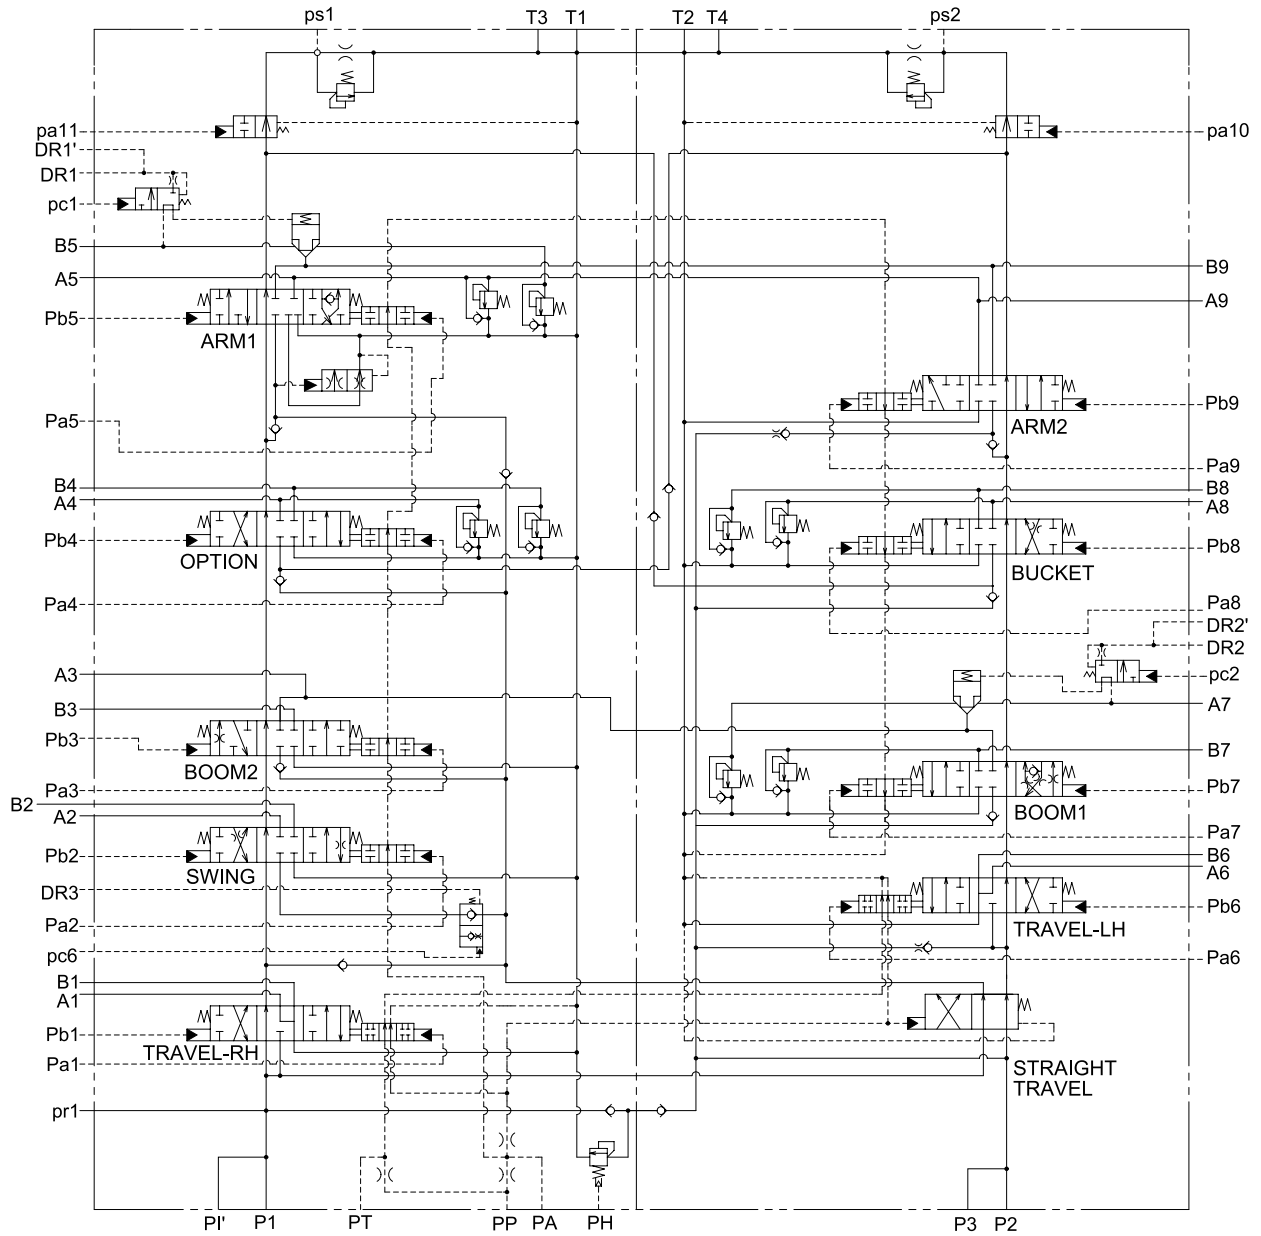 ps1 T3 T1 T2 T4 ps2
pa11 pa10
DR1'
DR1
pc1
B5
B9
A5
A9
Pb5
ARM1
Pb9
ARM2
Pa5
Pa9
B4
B8
A4
A8
Pb4
Pb8
OPTION
BUCKET
Pa4
Pa8
DR2'
DR2
A3
pc2
B3
A7
Pb3
B7
BOOM2
Pa3
Pb7
B2
BOOM1
A2
Pa7
Pb2
B6
SWING
A6
DR3
Pb6
Pa2
TRAVEL-LH
pc6
Pa6
B1
A1
Pb1
TRAVEL-RH
Pa1
STRAIGHT
TRAVEL
pr1
PI' P1 PT PP PA PH P3 P2